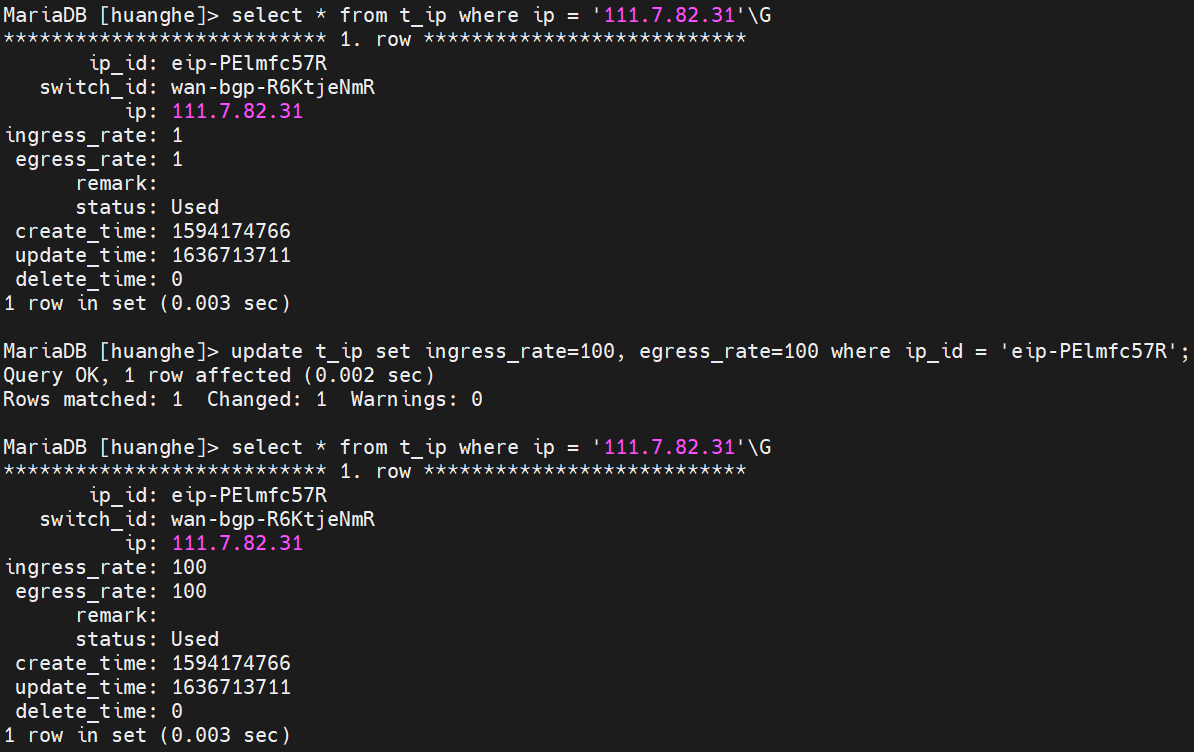 MariaDB [huanghe]> select * from t_ip where ip = '111.7.82.31'\G
*************************** 1. row ***************************
ip_id: eip-PElmfc57R
switch_id: wan-bgp-R6KtjeNmR
ip: 111.7.82.31
ingress_rate: 1
egress_rate: 1
remark:
status: Used
create_time: 1594174766
update_time: 1636713711
delete_time: 0
1 row in set (0.003 sec)
MariaDB [huanghe]> update t_ip set ingress_rate=100, egress_rate=100 where ip_id = 'eip-PElmfc57R';
Query OK, 1 row affected (0.002 sec)
Rows matched: 1  Changed: 1  Warnings: 0
MariaDB [huanghe]> select * from t_ip where ip = '111.7.82.31'\G
*************************** 1. row ***************************
ip_id: eip-PElmfc57R
switch_id: wan-bgp-R6KtjeNmR
ip: 111.7.82.31
ingress_rate: 100
egress_rate: 100
remark:
status: Used
create_time: 1594174766
update_time: 1636713711
delete_time: 0
1 row in set (0.003 sec)